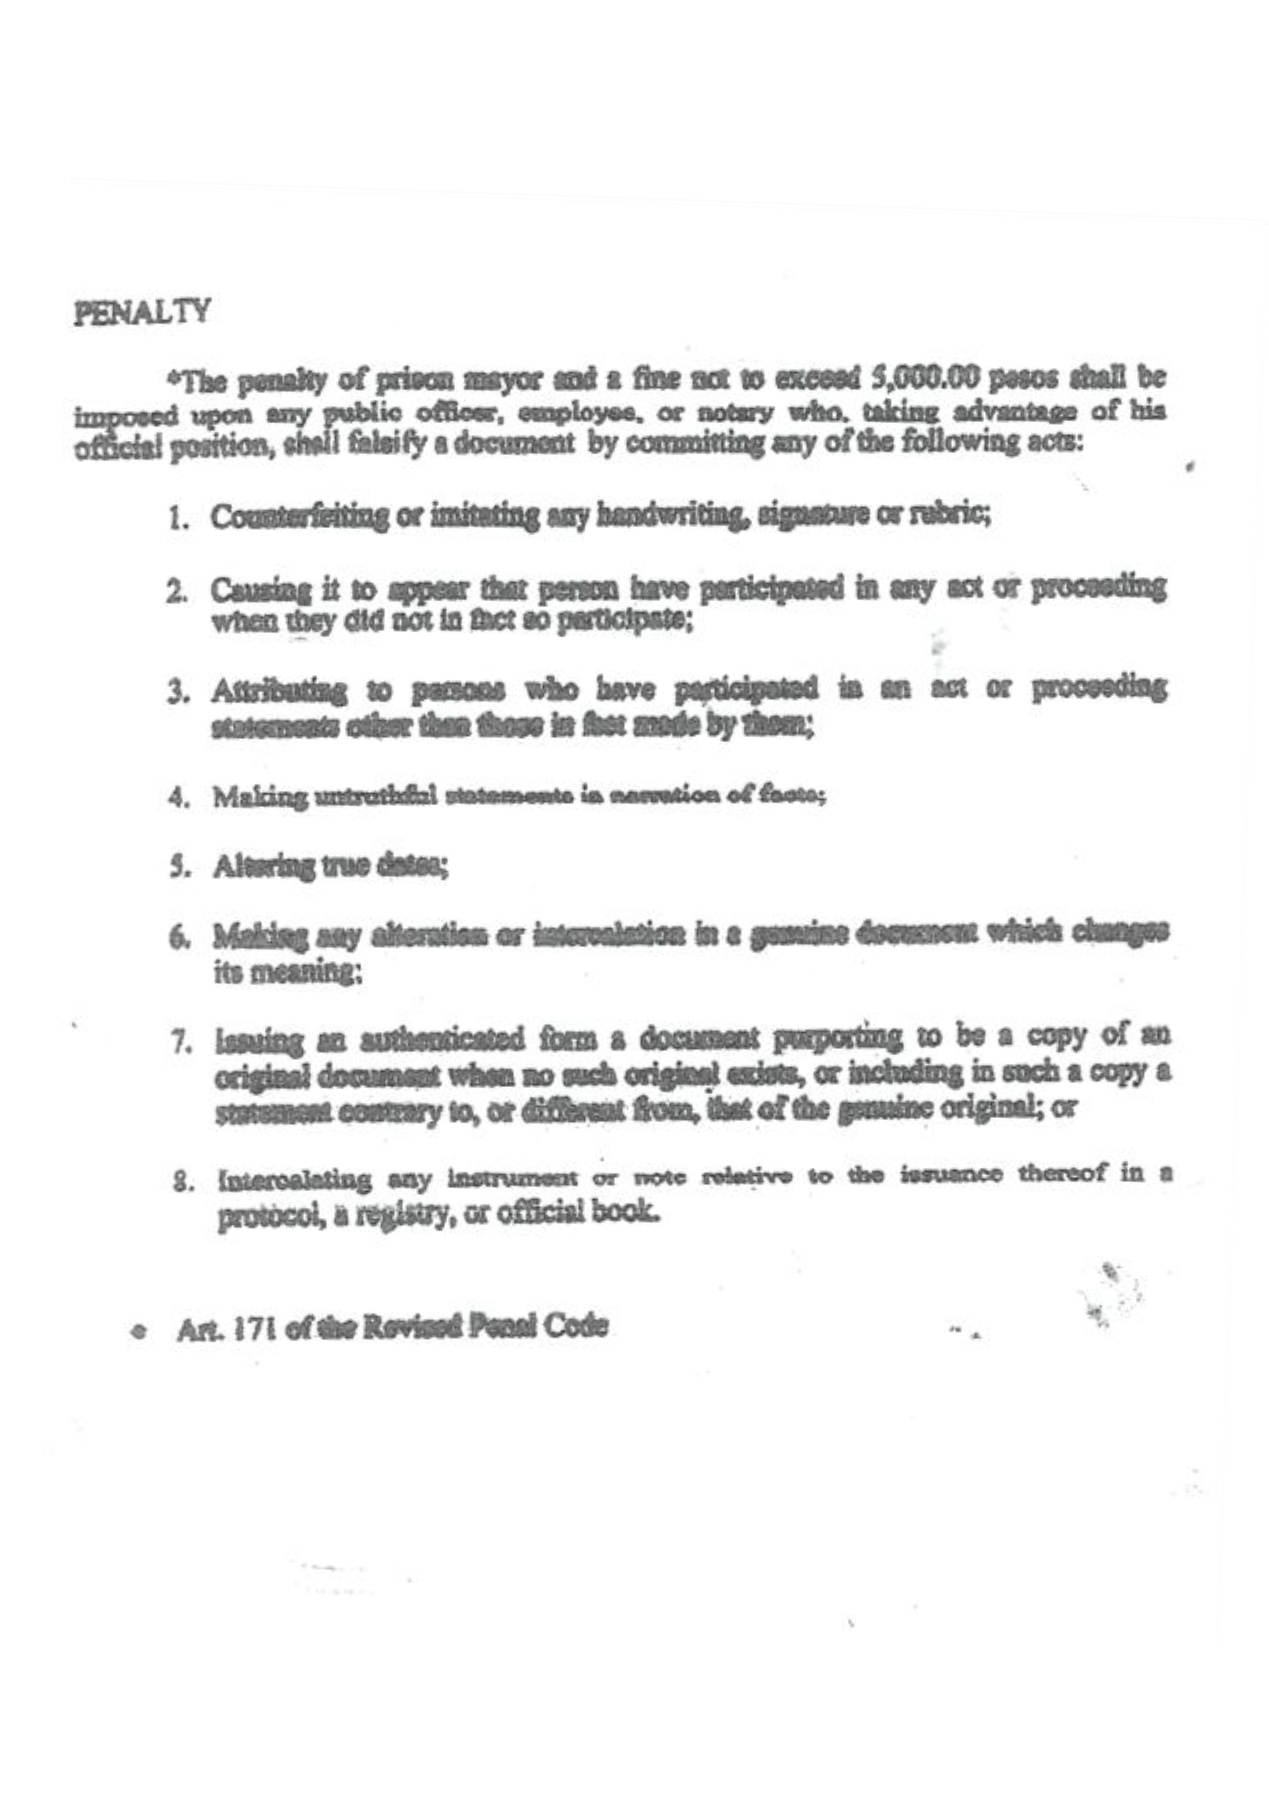 PENALTY
*The penalty of prison mayor and a fine not to exceed 5,000.00 pesos shall be
imposed upon any public officer, employee, or notary who, taking advantage of his
official position, shall falsify a document by committing any of the following acts:
1. Counterfeiting or imitating any handwriting, signature or rubric;
2. Causing it to appear that person have participated in any act or proceeding
when they did not in fact so participate;
3. Attributing to persons who have participated in an act or proceeding
statements other than those in fact made by them;
4. Making untruthful statements in narration of facts;
5. Altering true dates;
6. Making any alteration or intercalation in a genuine document which changes
its meaning;
7. Issuing an authenticated form a document purporting to be a copy of an
original document when no such original exists, or including in such a copy a
statement contrary to, or different from, that of the genuine original; or
8. Intercalating any instrument or note relative to the issuance thereof in a
protocol, a registry, or official book.
• Art. 171 of the Revised Penal Code